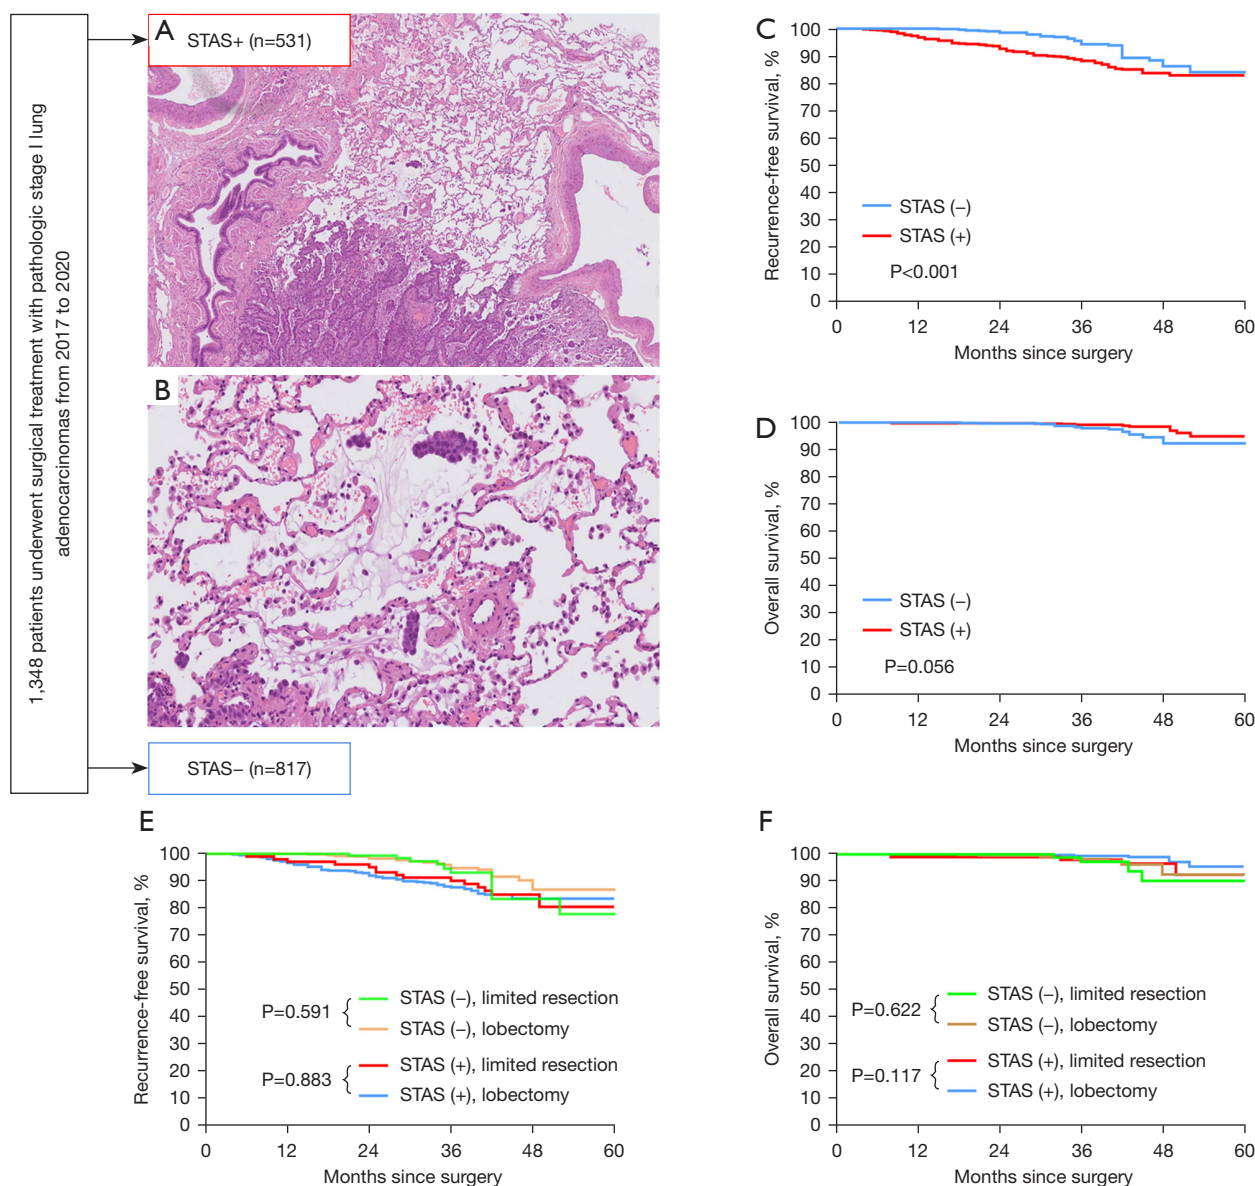 1,348 patients underwent surgical treatment with pathologic stage I lung
adenocarcinomas from 2017 to 2020
A
STAS+ (n=531)
B
STAS− (n=817)
C
Recurrence-free survival, %
100
90
80
70
60
50
40
30
20
10
0
STAS (−)
STAS (+)
P<0.001
0 12 24 36 48 60
Months since surgery
D
Overall survival, %
100
90
80
70
60
50
40
30
20
10
0
STAS (−)
STAS (+)
P=0.056
0 12 24 36 48 60
Months since surgery
E
Recurrence-free survival, %
100
90
80
70
60
50
40
30
20
10
0
P=0.591
STAS (−), limited resection
STAS (−), lobectomy
P=0.883
STAS (+), limited resection
STAS (+), lobectomy
0 12 24 36 48 60
Months since surgery
F
Overall survival, %
100
90
80
70
60
50
40
30
20
10
0
P=0.622
STAS (−), limited resection
STAS (−), lobectomy
P=0.117
STAS (+), limited resection
STAS (+), lobectomy
0 12 24 36 48 60
Months since surgery